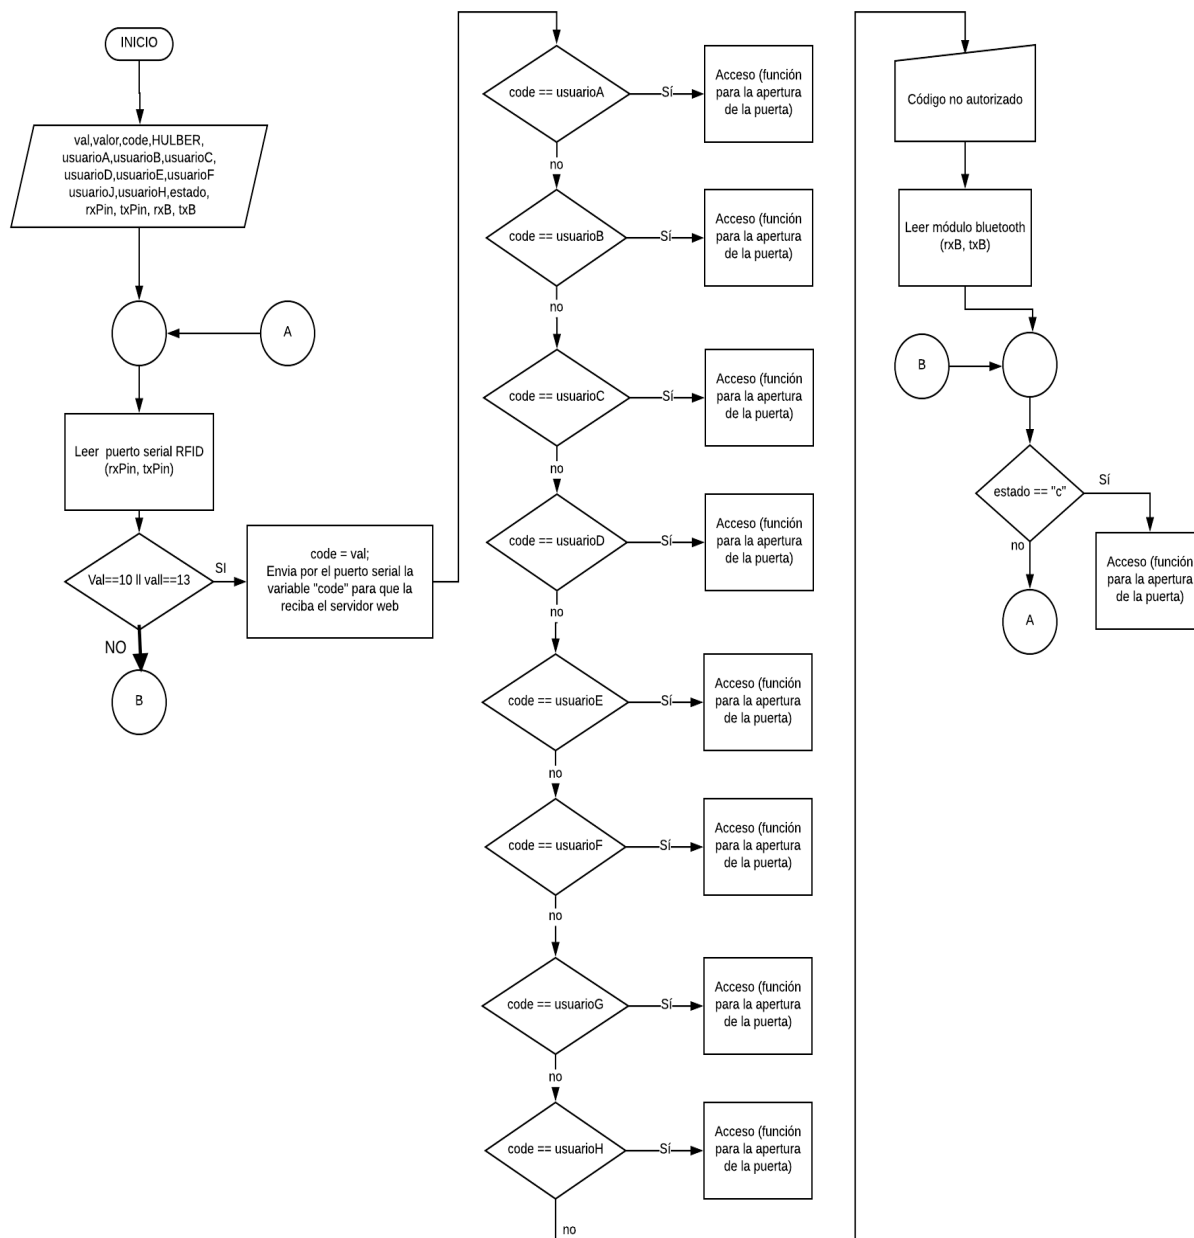 INICIO
val,valor,code,HULBER,
usuarioA,usuarioB,usuarioC,
usuarioD,usuarioE,usuarioF
usuarioJ,usuarioH,estado,
rxPin, txPin, rxB, txB
A
Leer puerto serial RFID
(rxPin, txPin)
Val==10 ll vall==13
SI
NO
B
code = val;
Envia por el puerto serial la
variable "code" para que la
reciba el servidor web
code == usuarioA
Sí
Acceso (función
para la apertura
de la puerta)
no
code == usuarioB
Sí
Acceso (función
para la apertura
de la puerta)
no
code == usuarioC
Sí
Acceso (función
para la apertura
de la puerta)
no
code == usuarioD
Sí
Acceso (función
para la apertura
de la puerta)
no
code == usuarioE
Sí
Acceso (función
para la apertura
de la puerta)
no
code == usuarioF
Sí
Acceso (función
para la apertura
de la puerta)
no
code == usuarioG
Sí
Acceso (función
para la apertura
de la puerta)
no
code == usuarioH
Sí
Acceso (función
para la apertura
de la puerta)
no
Código no autorizado
Leer módulo bluetooth
(rxB, txB)
B
estado == "c"
Sí
Acceso (función
para la apertura
de la puerta)
no
A